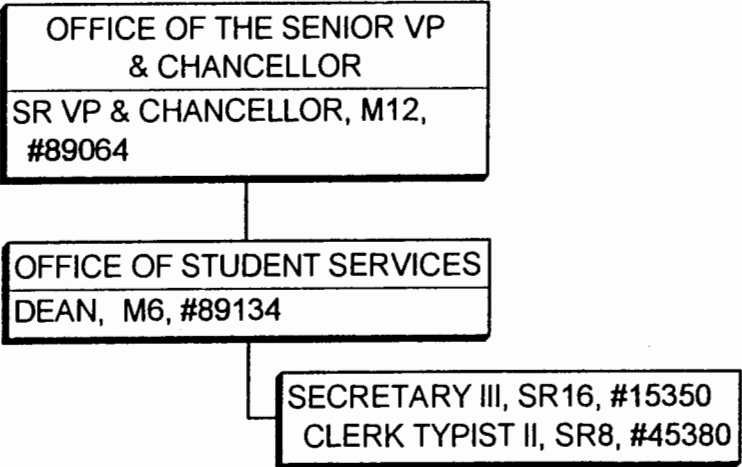 OFFICE OF THE SENIOR VP
& CHANCELLOR
SR VP & CHANCELLOR, M12,
#89064
OFFICE OF STUDENT SERVICES
DEAN, M6, #89134
SECRETARY III, SR16, #15350
CLERK TYPIST II, SR8, #45380